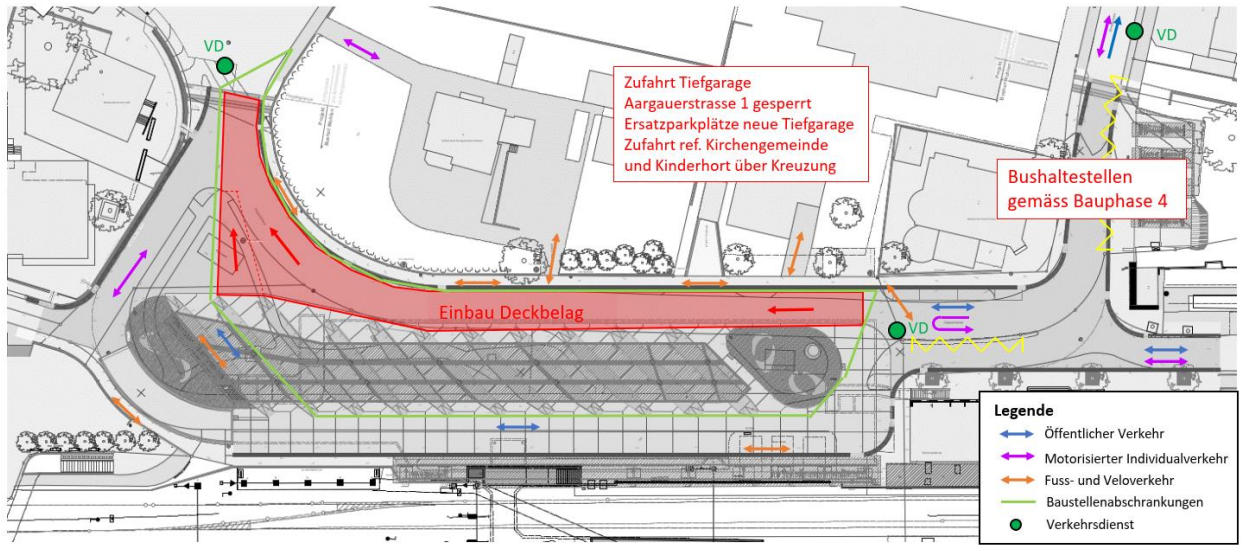 VD
VD
Zufahrt Tiefgarage
Aargauerstrasse 1 gesperrt
Ersatzparkplätze neue Tiefgarage
Zufahrt ref. Kirchengemeinde
und Kinderhort über Kreuzung
Bushaltestellen
gemäss Bauphase 4
Einbau Deckbelag
VD
Legende
Öffentlicher Verkehr
Motorisierter Individualverkehr
Fuss- und Veloverkehr
Baustellenabschrankungen
Verkehrsdienst